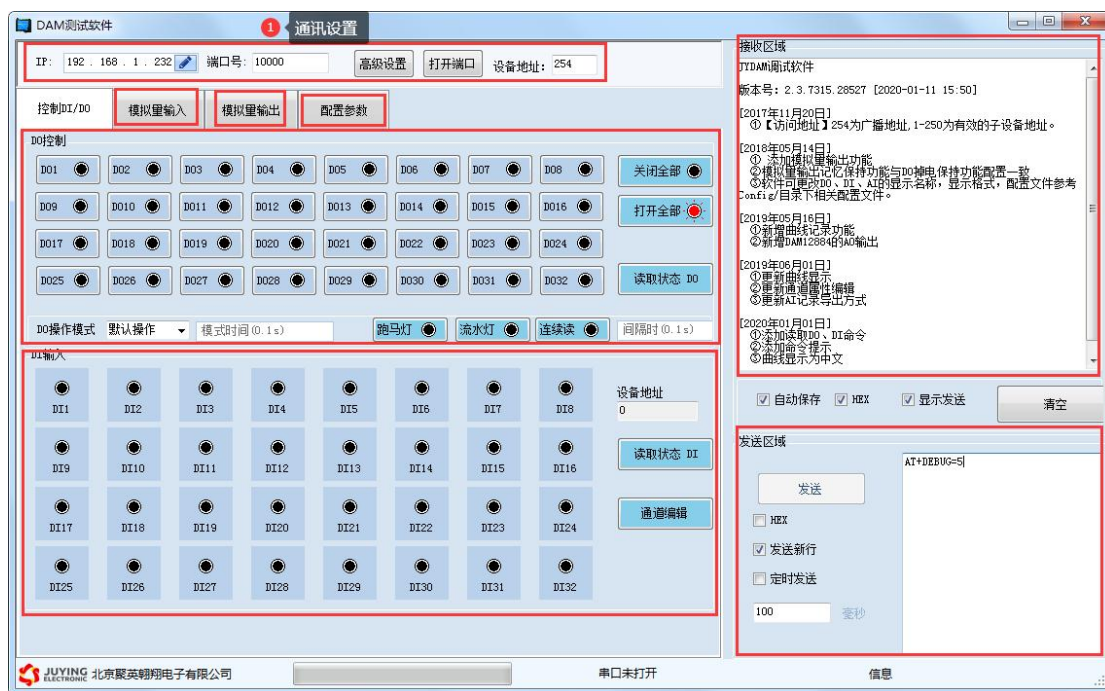 DAM测试软件
1 通讯设置
IP: 192 . 168 . 1 . 232 端口号: 10000 高级设置 打开端口 设备地址: 254
控制DI/DO 模拟量输入 模拟量输出 配置参数
DO控制
DO1 DO2 DO3 DO4 DO5 DO6 DO7 DO8 关闭全部
DO9 DO10 DO11 DO12 DO13 DO14 DO15 DO16 打开全部
DO17 DO18 DO19 DO20 DO21 DO22 DO23 DO24
DO25 DO26 DO27 DO28 DO29 DO30 DO31 DO32 读取状态 DO
DO操作模式 默认操作 模式时间(0.1s) 跑马灯 流水灯 连续读 间隔时(0.1s)
DI输入
DI1 DI2 DI3 DI4 DI5 DI6 DI7 DI8
设备地址
0
DI9 DI10 DI11 DI12 DI13 DI14 DI15 DI16 读取状态 DI
DI17 DI18 DI19 DI20 DI21 DI22 DI23 DI24 通道编辑
DI25 DI26 DI27 DI28 DI29 DI30 DI31 DI32
接收区域
JYDAM调试软件
版本号: 2.3.7315.28527 [2020-01-11 15:50]
[2017年11月20日]
①【访问地址】254为广播地址,1-250为有效的子设备地址。
[2018年05月14日]
① 添加模拟量输出功能
②模拟量输出记忆保持功能与DO掉电保持功能配置一致
③软件可更改DO、DI、AI的显示名称，显示格式，配置文件参考
Config/目录下相关配置文件。
[2019年05月16日]
①新增曲线记录功能
②新增DAM12884的AO输出
[2019年06月01日]
①更新曲线显示
②更新通道属性编辑
③更新AI记录导出方式
[2020年01月01日]
①添加读取DO、DI命令
②添加命令提示
③曲线显示为中文
自动保存 HEX 显示发送 清空
发送区域
AT+DEBUG=5
发送
HEX
发送新行
定时发送
100 毫秒
JUYING ELECTRONIC 北京聚英翱翔电子有限公司 串口未打开 信息